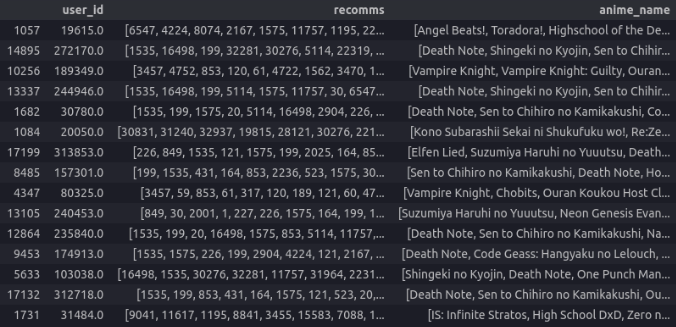 user_id recomms anime_name
1057 19615.0 [6547, 4224, 8074, 2167, 1575, 11757, 1195, 22... [Angel Beats!, Toradora!, Highschool of the De...
14895 272170.0 [1535, 16498, 199, 32281, 30276, 5114, 22319, ... [Death Note, Shingeki no Kyojin, Sen to Chihir...
10256 189349.0 [3457, 4752, 853, 120, 61, 4722, 1562, 3470, 1... [Vampire Knight, Vampire Knight: Guilty, Ouran...
13337 244946.0 [1535, 16498, 199, 5114, 1575, 11757, 30, 6547... [Death Note, Shingeki no Kyojin, Sen to Chihir...
1682 30780.0 [1535, 199, 1575, 20, 5114, 16498, 2904, 226, ... [Death Note, Sen to Chihiro no Kamikakushi, Co...
1084 20050.0 [30831, 31240, 32937, 19815, 28121, 30276, 221... [Kono Subarashii Sekai ni Shukufuku wo!, Re:Ze...
17199 313853.0 [226, 849, 1535, 121, 1575, 199, 2025, 164, 85... [Elfen Lied, Suzumiya Haruhi no Yuuutsu, Death...
8485 157301.0 [199, 1535, 431, 164, 853, 2236, 523, 1575, 30... [Sen to Chihiro no Kamikakushi, Death Note, Ho...
4347 80325.0 [3457, 59, 853, 61, 317, 120, 189, 121, 60, 47... [Vampire Knight, Chobits, Ouran Koukou Host Cl...
13105 240453.0 [849, 30, 2001, 1, 227, 226, 1575, 164, 199, 1... [Suzumiya Haruhi no Yuuutsu, Neon Genesis Evan...
12864 235840.0 [1535, 199, 20, 16498, 1575, 853, 5114, 11757,... [Death Note, Sen to Chihiro no Kamikakushi, Na...
9453 174913.0 [1535, 1575, 226, 199, 2904, 4224, 121, 2167, ... [Death Note, Code Geass: Hangyaku no Lelouch, ...
5633 103038.0 [16498, 1535, 30276, 32281, 11757, 31964, 2231... [Shingeki no Kyojin, Death Note, One Punch Man...
17132 312718.0 [1535, 199, 853, 431, 164, 1575, 121, 523, 20,... [Death Note, Sen to Chihiro no Kamikakushi, Ou...
1731 31484.0 [9041, 11617, 1195, 8841, 3455, 15583, 7088, 1... [IS: Infinite Stratos, High School DxD, Zero n...